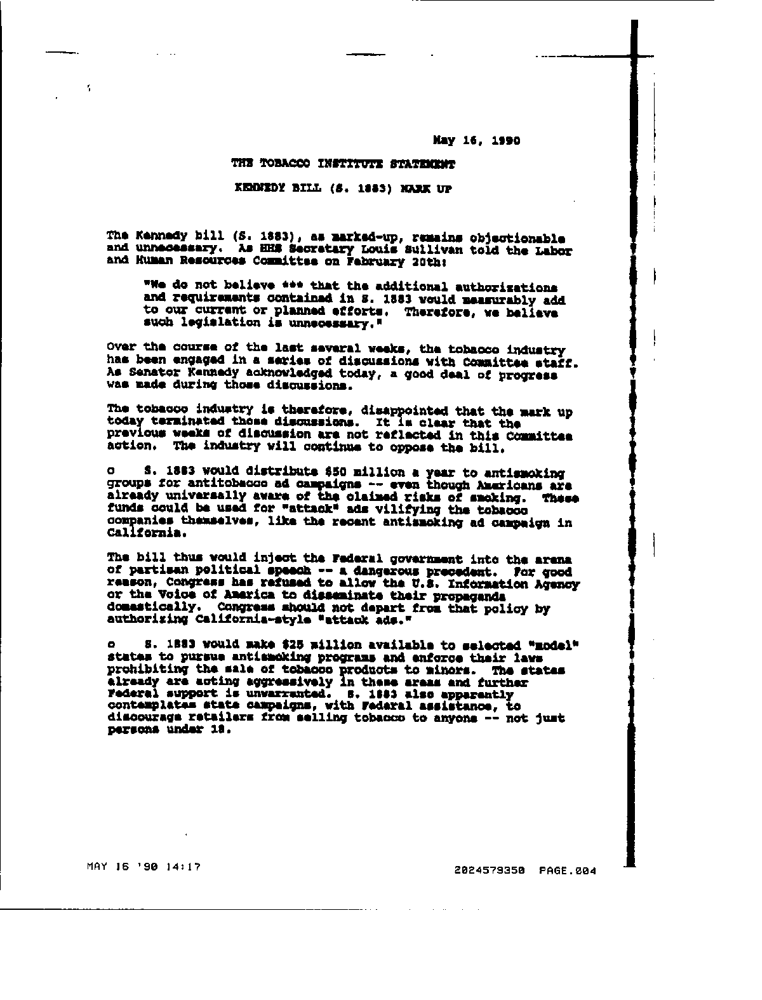 May 16, 1990
THE TOBACCO INSTITUTE STATEMENT
KENNEDY BILL (S. 1883) MARK UP
The Kennedy bill (S. 1883), as marked-up, remains objectionable
and unnecessary. As HHS Secretary Louis Sullivan told the Labor
and Human Resources Committee on February 20th:
"We do not believe *** that the additional authorizations
and requirements contained in S. 1883 would measurably add
to our current or planned efforts. Therefore, we believe
such legislation is unnecessary."
Over the course of the last several weeks, the tobacco industry
has been engaged in a series of discussions with Committee staff.
As Senator Kennedy acknowledged today, a good deal of progress
was made during those discussions.
The tobacco industry is therefore, disappointed that the mark up
today terminated those discussions. It is clear that the
previous weeks of discussion are not reflected in this Committee
action. The industry will continue to oppose the bill.
o S. 1883 would distribute $50 million a year to antismoking
groups for antitobacco ad campaigns -- even though Americans are
already universally aware of the claimed risks of smoking. These
funds could be used for "attack" ads vilifying the tobacco
companies themselves, like the recent antismoking ad campaign in
California.
The bill thus would inject the Federal government into the arena
of partisan political speech -- a dangerous precedent. For good
reason, Congress has refused to allow the U.S. Information Agency
or the Voice of America to disseminate their propaganda
domestically. Congress should not depart from that policy by
authorizing California-style "attack ads."
o S. 1883 would make $25 million available to selected "model"
states to pursue antismoking programs and enforce their laws
prohibiting the sale of tobacco products to minors. The states
already are acting aggressively in these areas and further
Federal support is unwarranted. S. 1883 also apparently
contemplates state campaigns, with Federal assistance, to
discourage retailers from selling tobacco to anyone -- not just
persons under 18.
MAY 16 '90 14:17
2024579350 PAGE.004